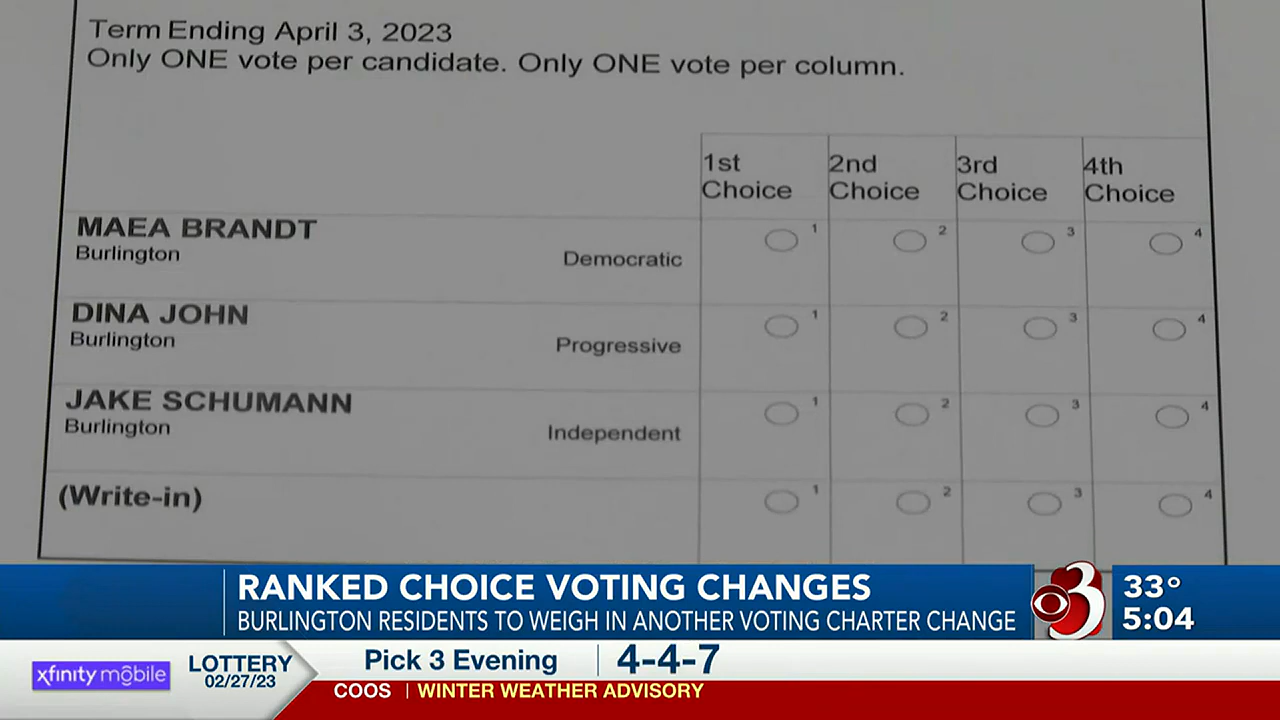 Term Ending April 3, 2023
Only ONE vote per candidate. Only ONE vote per column.
1st Choice
2nd Choice
3rd Choice
4th Choice
MAEA BRANDT
Burlington
Democratic
1 2 3 4
DINA JOHN
Burlington
Progressive
1 2 3 4
JAKE SCHUMANN
Burlington
Independent
1 2 3 4
(Write-in)
1 2 3 4
RANKED CHOICE VOTING CHANGES
BURLINGTON RESIDENTS TO WEIGH IN ANOTHER VOTING CHARTER CHANGE
3
33°
5:04
xfinity mobile
LOTTERY
02/27/23
Pick 3 Evening
4-4-7
COOS
WINTER WEATHER ADVISORY